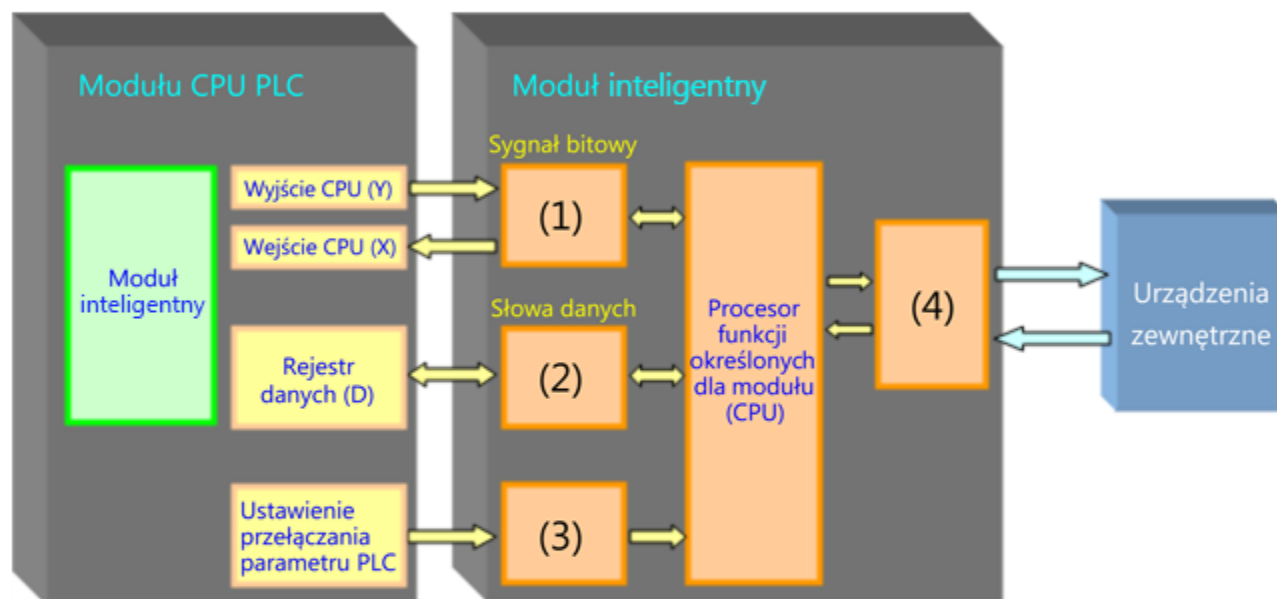 Modułu CPU PLC
Moduł inteligentny
Sygnał bitowy
Wyjście CPU (Y)
(1)
Wejście CPU (X)
Moduł
inteligentny
Słowa danych
Rejestr
danych (D)
(2)
Procesor
funkcji
określonych
dla modułu
(CPU)
(4)
Urządzenia
zewnętrzne
Ustawienie
przełączania
parametru PLC
(3)